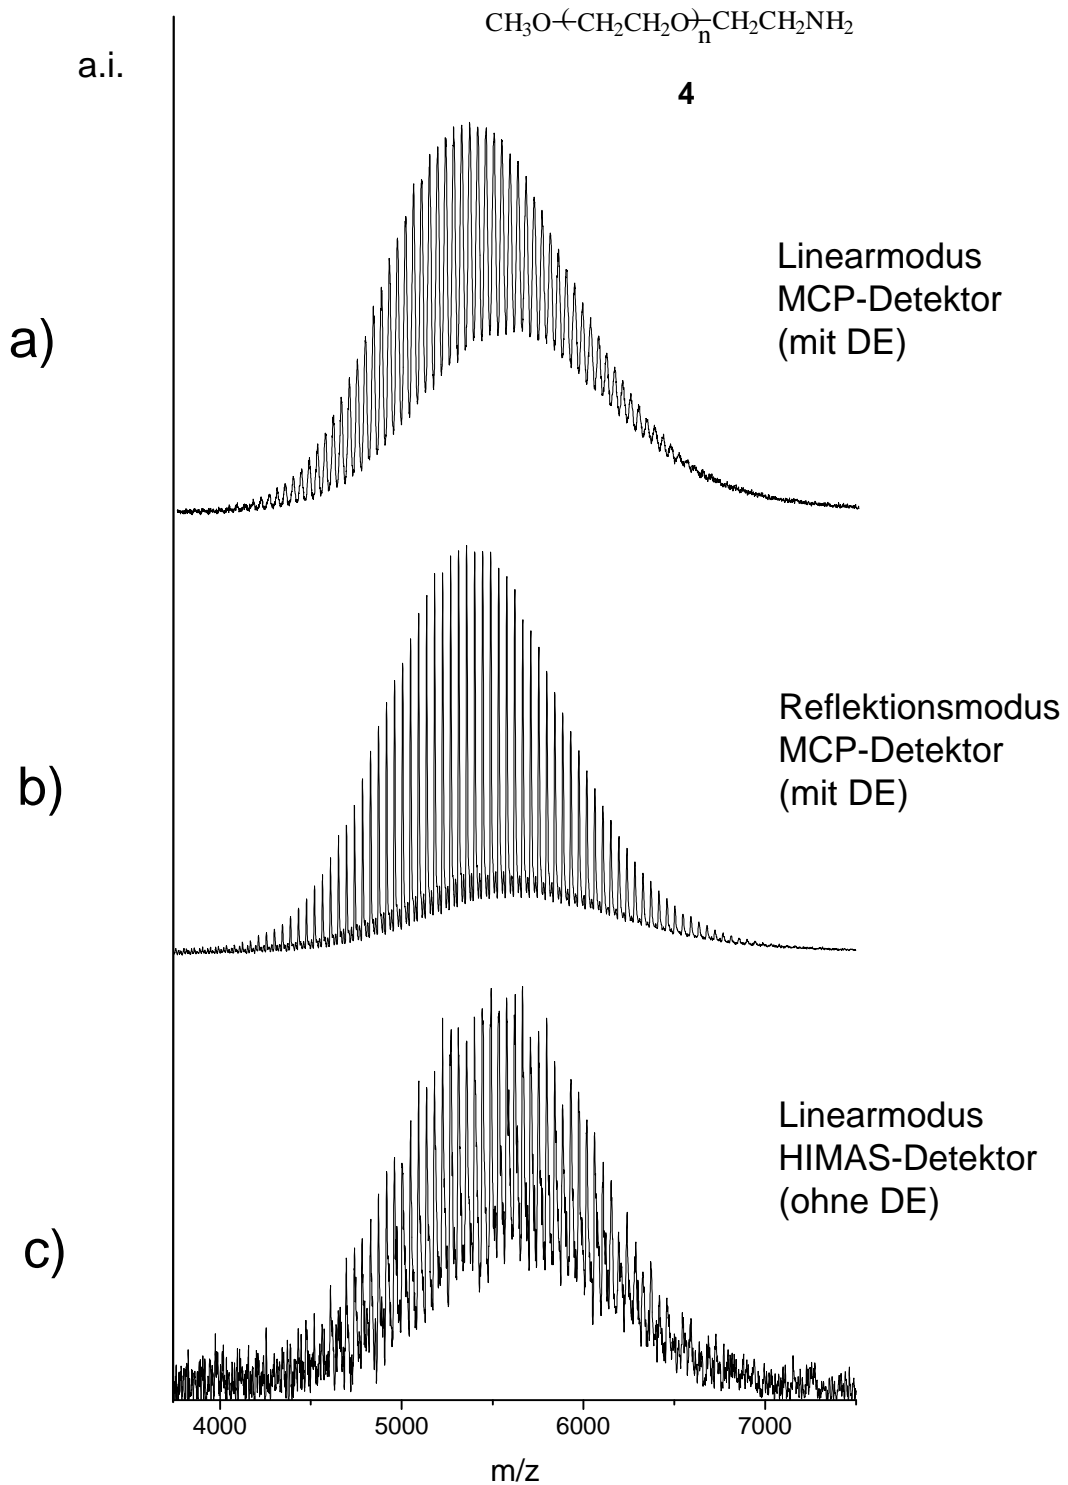 CH3O(CH2CH2O)nCH2CH2NH2
a.i.
4
Linearmodus
MCP-Detektor
(mit DE)
a)
Reflektionsmodus
MCP-Detektor
(mit DE)
b)
Linearmodus
HIMAS-Detektor
(ohne DE)
c)
4000 5000 6000 7000
m/z